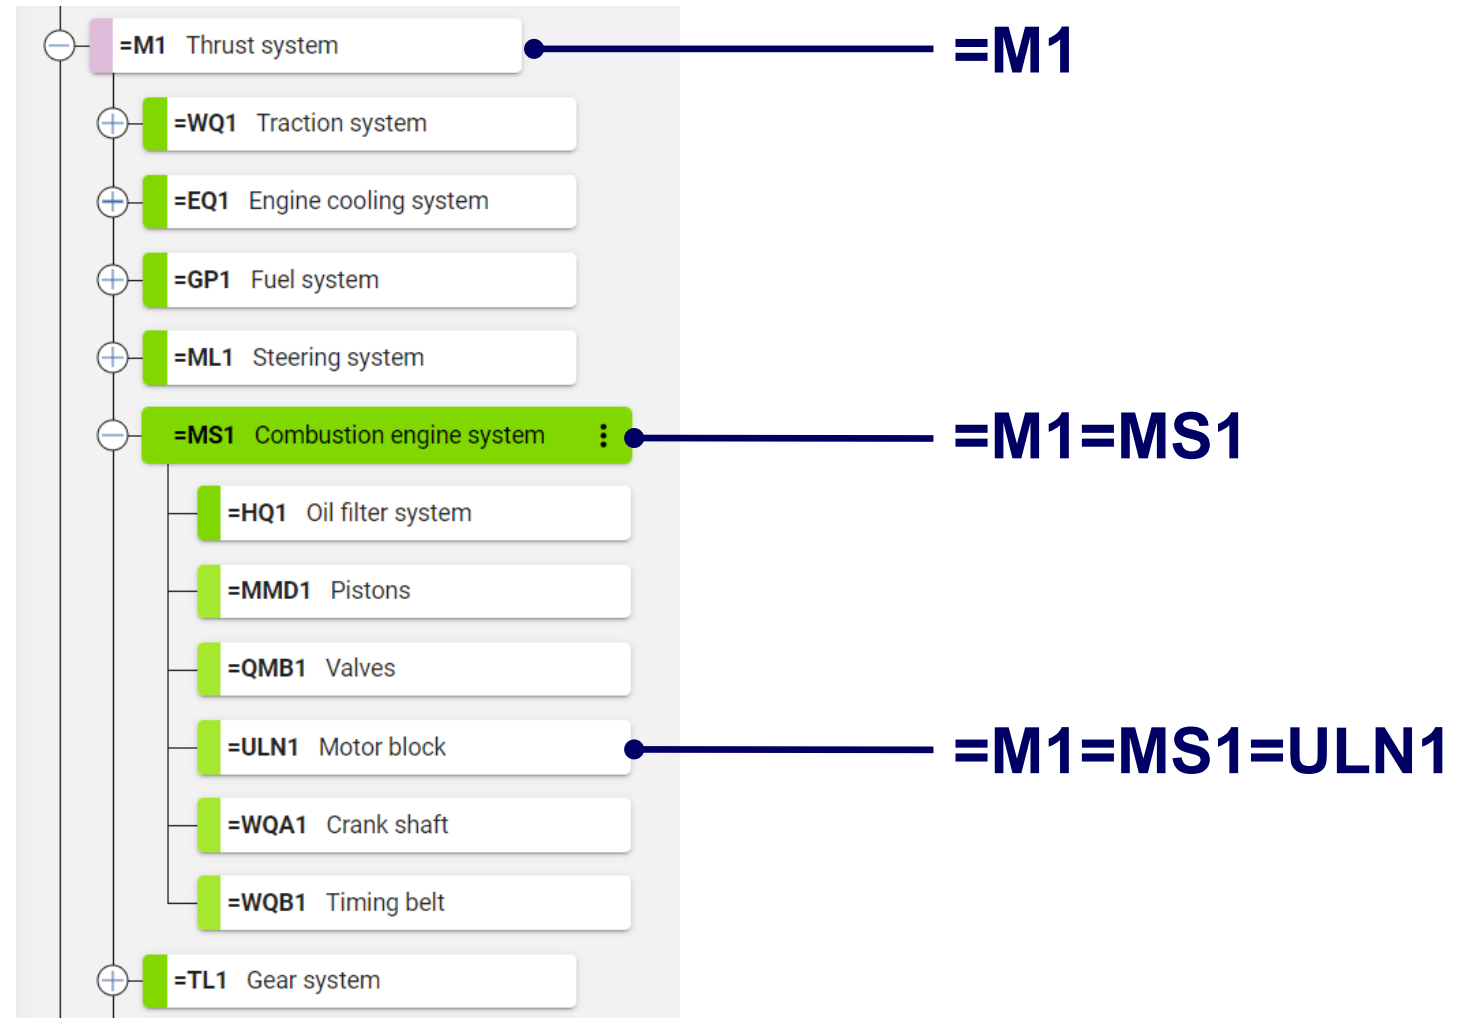 =M1 Thrust system
=M1
=WQ1 Traction system
=EQ1 Engine cooling system
=GP1 Fuel system
=ML1 Steering system
=MS1 Combustion engine system
=M1=MS1
=HQ1 Oil filter system
=MMD1 Pistons
=QMB1 Valves
=ULN1 Motor block
=M1=MS1=ULN1
=WQA1 Crank shaft
=WQB1 Timing belt
=TL1 Gear system